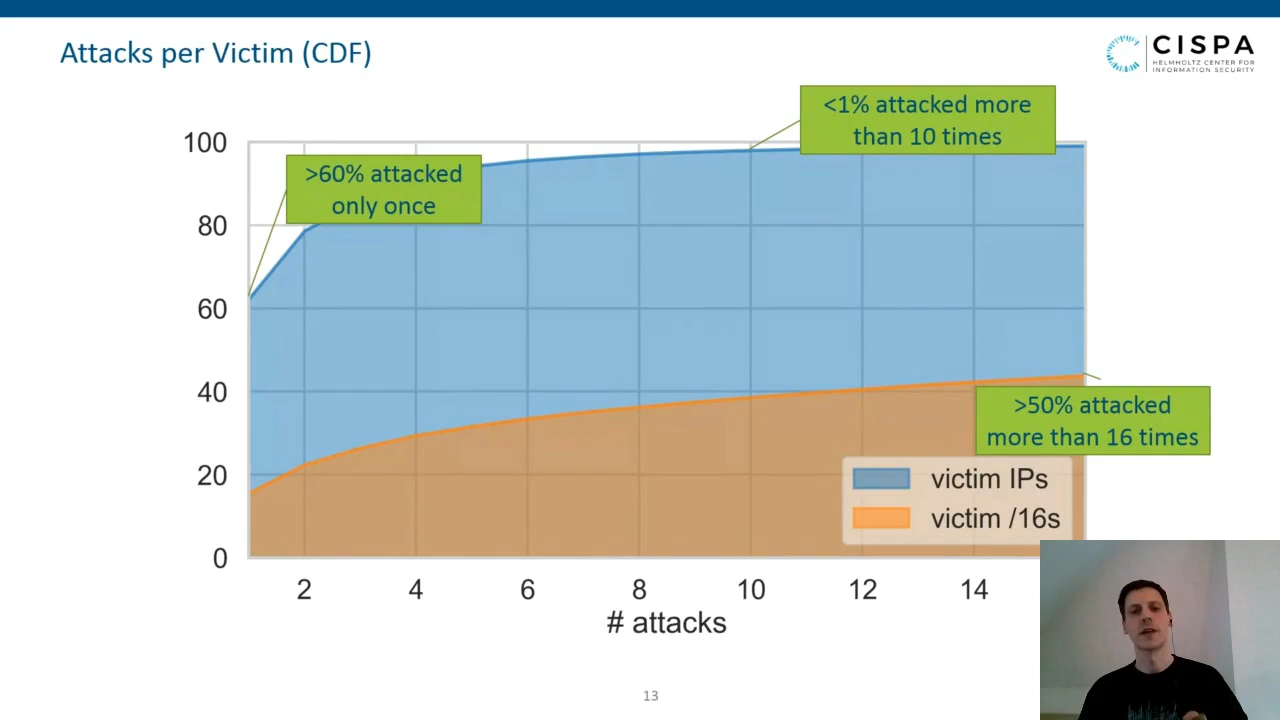 Attacks per Victim (CDF)
CISPA
HELMHOLTZ CENTER FOR
INFORMATION SECURITY
<1% attacked more
than 10 times
>60% attacked
only once
>50% attacked
more than 16 times
100
80
60
40
20
0
victim IPs
victim /16s
2 4 6 8 10 12 14
# attacks
13